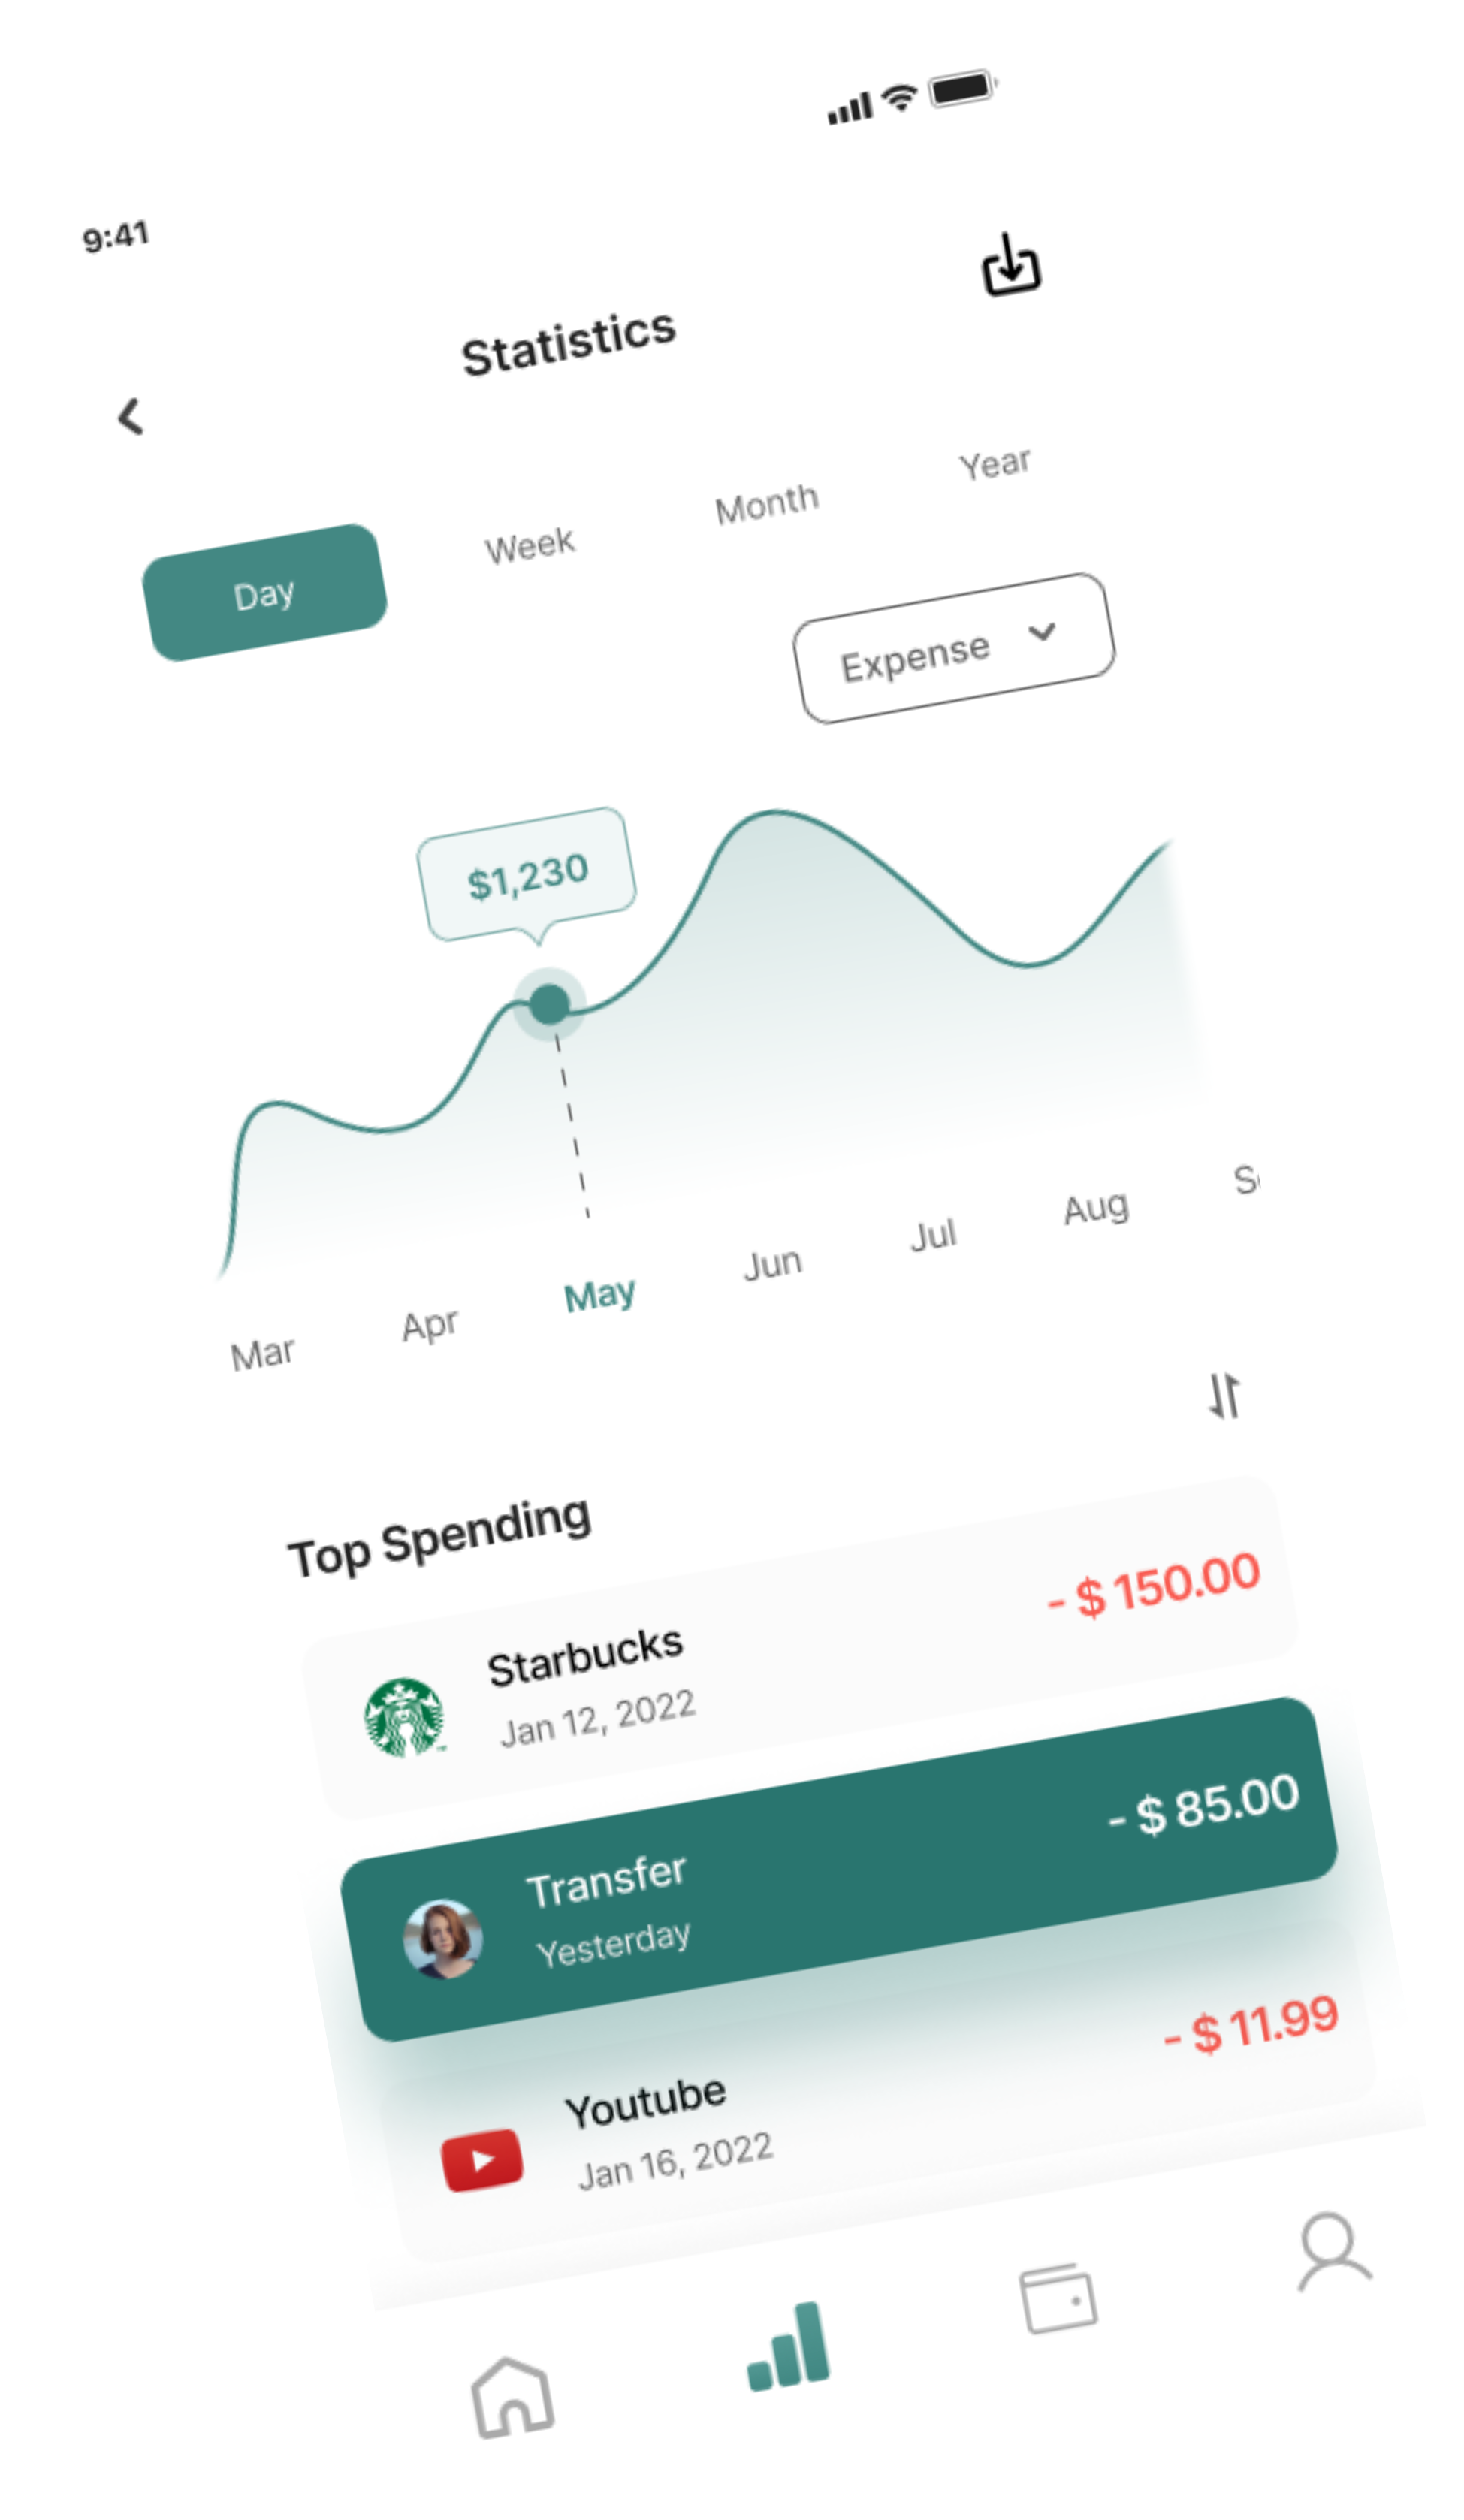 9:41
Statistics
Day Week Month Year
Expense
$1,230
Mar Apr May Jun Jul Aug
Top Spending
Starbucks - $ 150.00
Jan 12, 2022
Transfer - $ 85.00
Yesterday
Youtube - $ 11.99
Jan 16, 2022